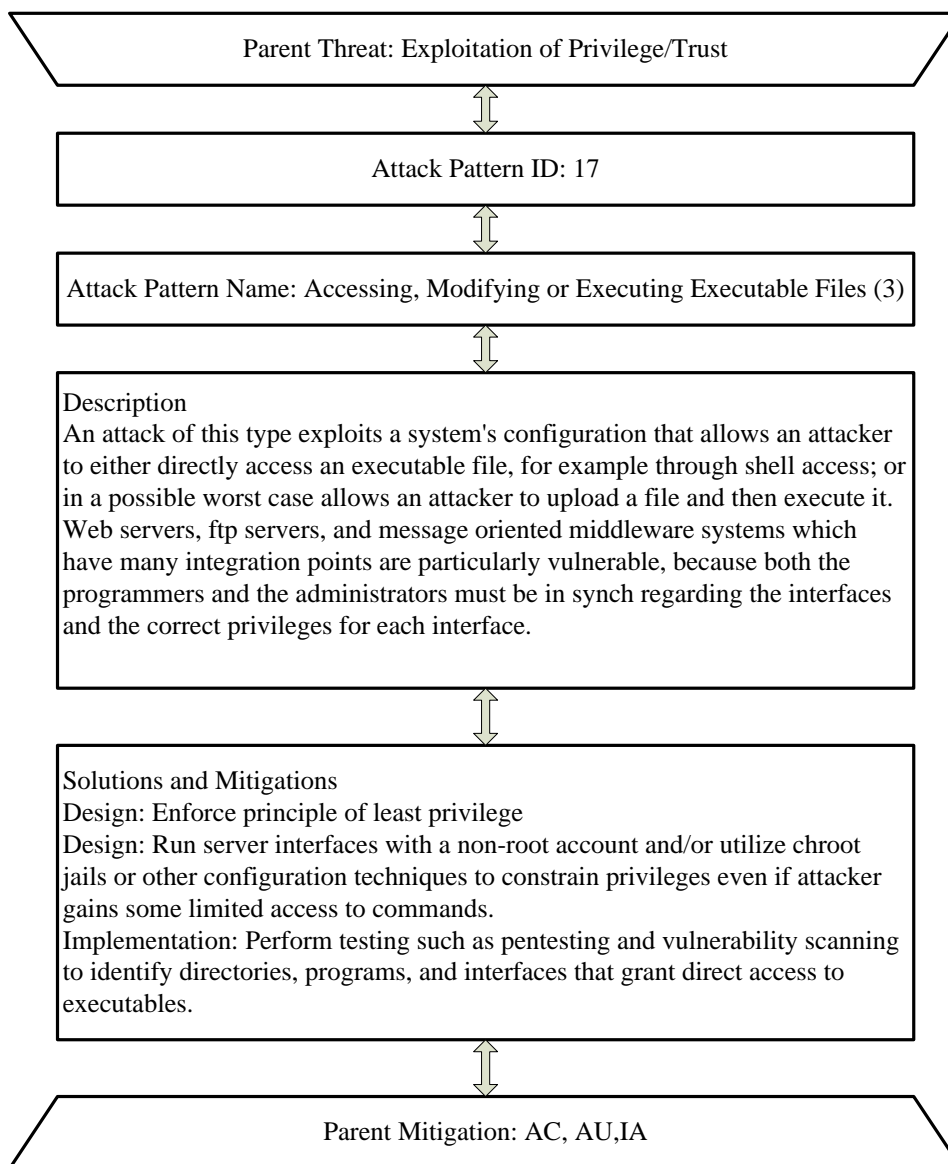 Parent Threat: Exploitation of Privilege/Trust
Attack Pattern ID: 17
Attack Pattern Name: Accessing, Modifying or Executing Executable Files (3)
Description
An attack of this type exploits a system's configuration that allows an attacker
to either directly access an executable file, for example through shell access; or
in a possible worst case allows an attacker to upload a file and then execute it.
Web servers, ftp servers, and message oriented middleware systems which
have many integration points are particularly vulnerable, because both the
programmers and the administrators must be in synch regarding the interfaces
and the correct privileges for each interface.
Solutions and Mitigations
Design: Enforce principle of least privilege
Design: Run server interfaces with a non-root account and/or utilize chroot
jails or other configuration techniques to constrain privileges even if attacker
gains some limited access to commands.
Implementation: Perform testing such as pentesting and vulnerability scanning
to identify directories, programs, and interfaces that grant direct access to
executables.
Parent Mitigation: AC, AU,IA